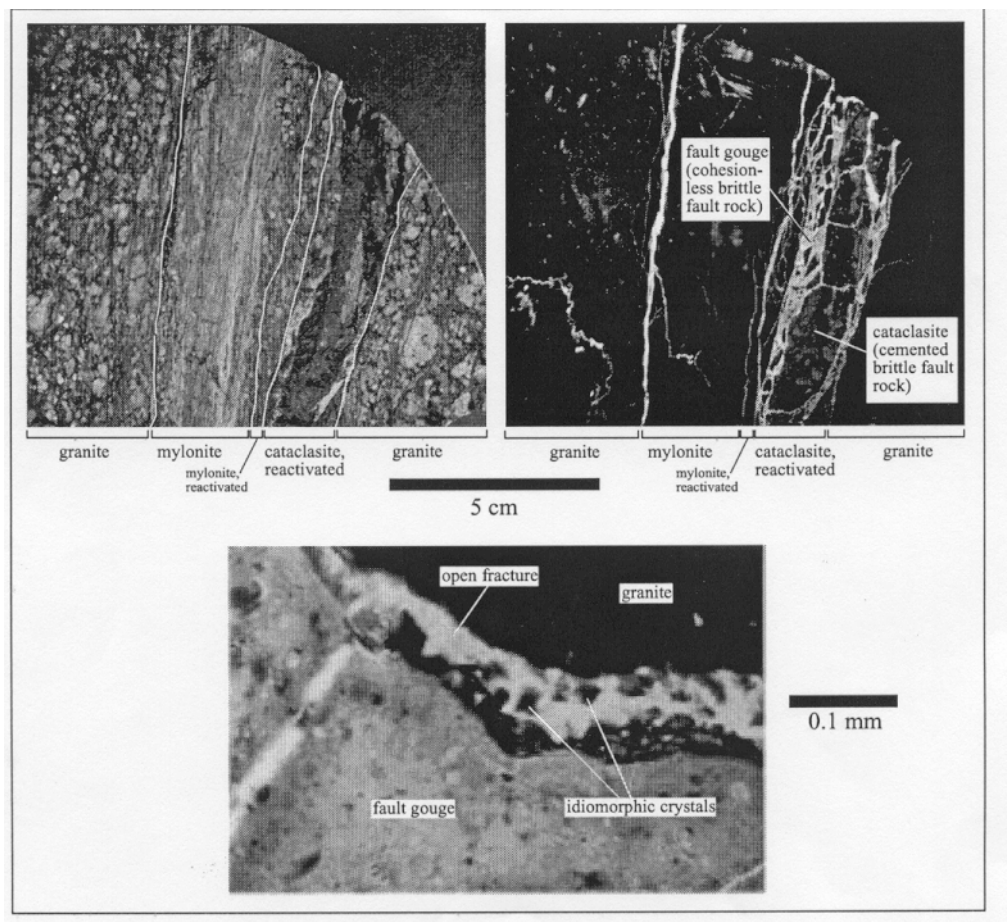 fault gouge
(cohesion-
less brittle
fault rock)
cataclasite
(cemented
brittle fault
rock)
granite
mylonite
mylonite,
reactivated
cataclasite,
reactivated
granite
granite
mylonite
mylonite,
reactivated
cataclasite,
reactivated
granite
5 cm
open fracture
granite
0.1 mm
fault gouge
idiomorphic crystals